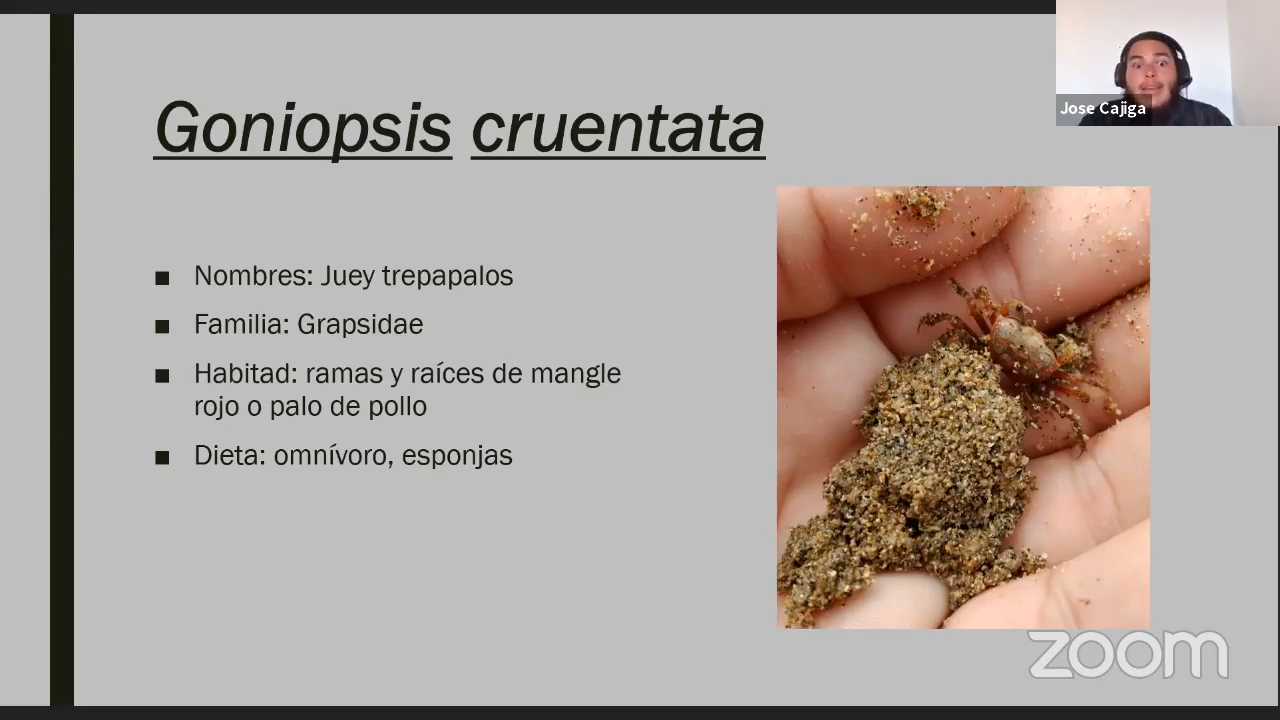 Jose Cajiga
Goniopsis cruentata
■ Nombres: Juey trepapalos
■ Familia: Grapsidae
■ Habitad: ramas y raíces de mangle
rojo o palo de pollo
■ Dieta: omnívoro, esponjas
zoom